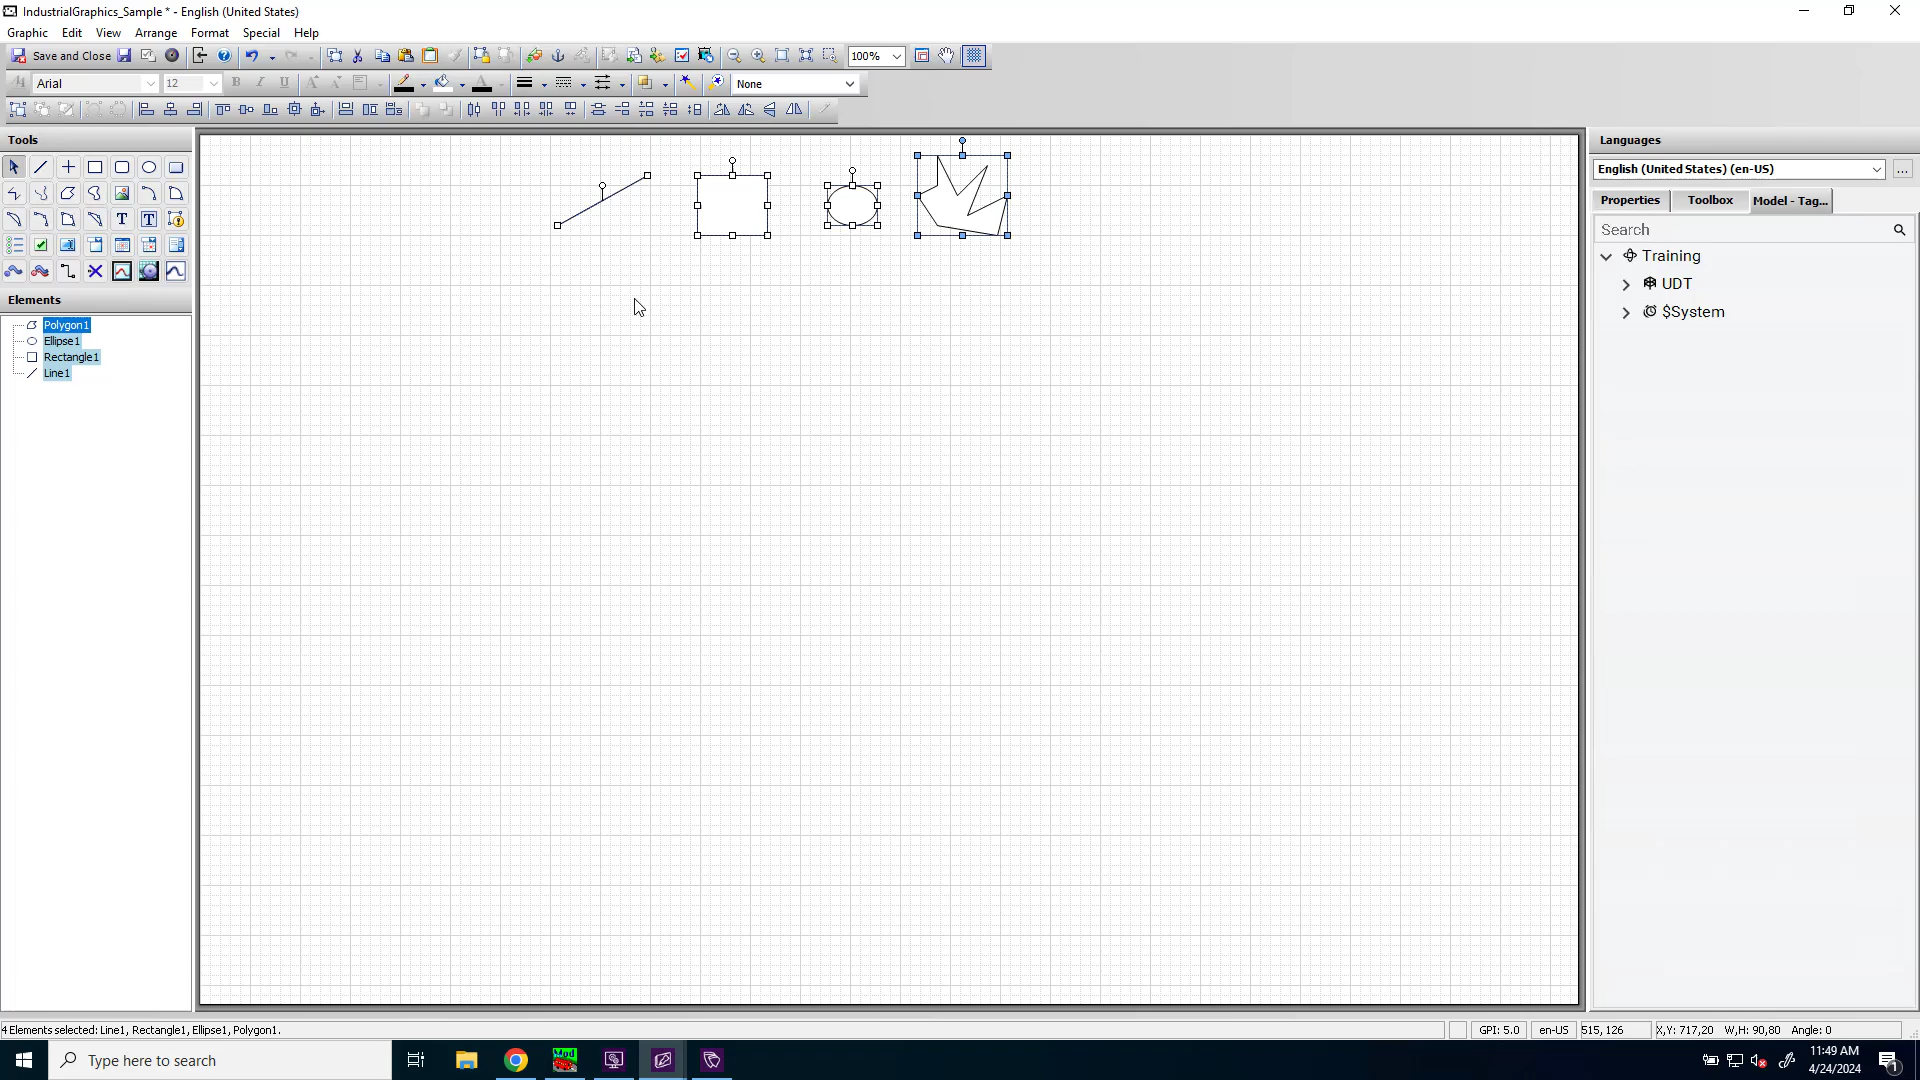 IndustrialGraphics_Sample * - English (United States)
Graphic Edit View Arrange Format Special Help
Save and Close 100%
Arial 12 B I U A A A None
Tools
T T
Elements
Polygon1
Ellipse1
Rectangle1
Line1
Languages
English (United States) (en-US) ...
Properties Toolbox Model - Tag...
Search
Training
UDT
$System
4 Elements selected: Line1, Rectangle1, Ellipse1, Polygon1.
GPI: 5.0 en-US 515, 126 X,Y: 717,20 W,H: 90,80 Angle: 0
Type here to search
Mod
11:49 AM
4/24/2024
1